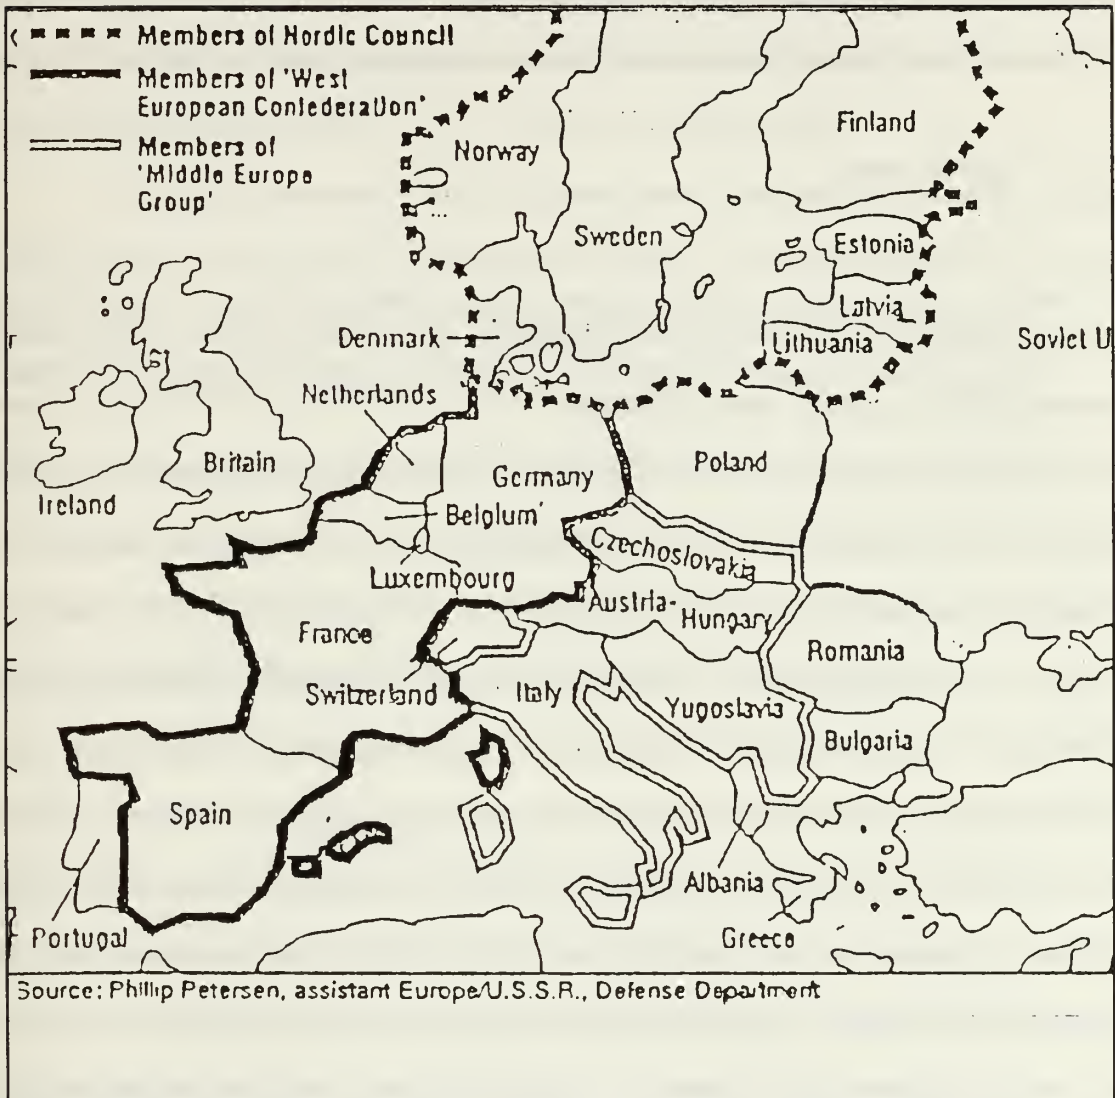 Members of Nordic Council
Members of 'West
European Confederation'
Members of
'Middle Europe
Group'
Norway
Finland
Sweden
Estonia
Latvia
Lithuania
Soviet U
Denmark
Netherlands
Britain
Ireland
Germany
Poland
Belgium'
Czechoslovakia
Luxembourg
Austria-
Hungary
France
Romania
Switzerland
Italy
Yugoslavia
Bulgaria
Spain
Albania
Portugal
Greece
Source: Phillip Petersen, assistant Europe/U.S.S.R., Defense Department